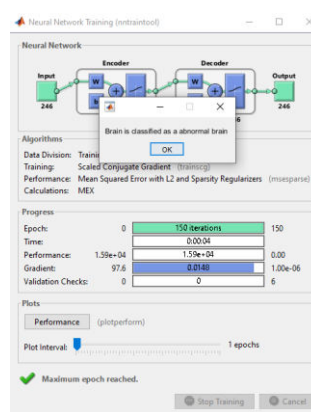 Neural Network Training (nntraintool)
Neural Network
Encoder Decoder
Input Output
W W
246 246
Brain is classified as a abnormal brain
OK
Algorithms
Data Division:
Training: Scaled Conjugate Gradient (trainscg)
Performance: Mean Squared Error with L2 and Sparsity Regularizers (msesparse)
Calculations: MEX
Progress
Epoch: 0 150 iterations 150
Time: 0:00:04
Performance: 1.59e+04 1.59e+04 0.00
Gradient: 97.6 0.0148 1.00e-06
Validation Checks: 0 0 6
Plots
Performance (plotperform)
Plot Interval: 1 epochs
Maximum epoch reached.
Stop Training Cancel